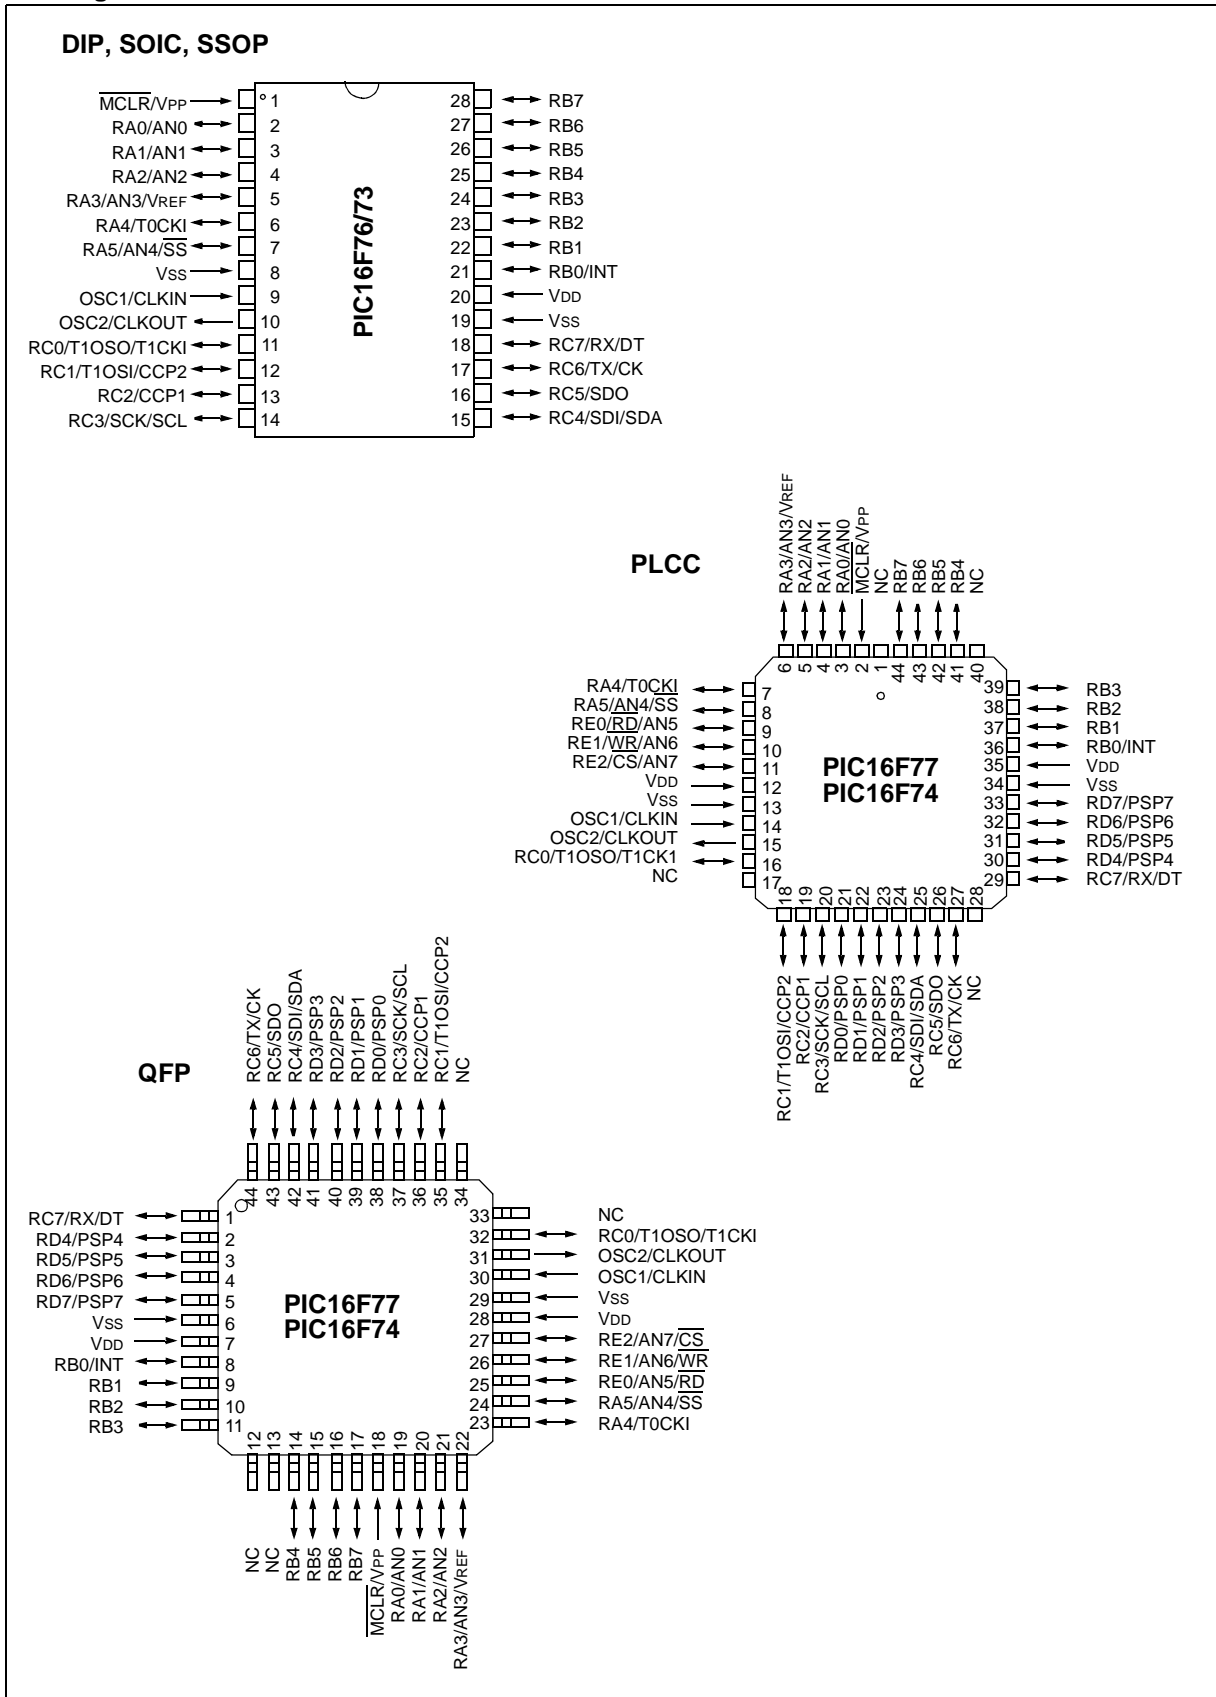 DIP, SOIC, SSOP
MCLR/VPP 1 28 RB7
RA0/AN0 2 27 RB6
RA1/AN1 3 26 RB5
RA2/AN2 4 25 RB4
RA3/AN3/VREF 5 24 RB3
RA4/T0CKI 6 23 RB2
RA5/AN4/SS 7 22 RB1
VSS 8 21 RB0/INT
OSC1/CLKIN 9 20 VDD
OSC2/CLKOUT 10 19 VSS
RC0/T1OSO/T1CKI 11 18 RC7/RX/DT
RC1/T1OSI/CCP2 12 17 RC6/TX/CK
RC2/CCP1 13 16 RC5/SDO
RC3/SCK/SCL 14 15 RC4/SDI/SDA
PIC16F76/73
PLCC
RA3/AN3/VREF
RA2/AN2
RA1/AN1
RA0/AN0
MCLR/VPP
NC
RB7
RB6
RB5
RB4
NC
6 5 4 3 2 1 44 43 42 41 40
RA4/T0CKI 7 39 RB3
RA5/AN4/SS 8 38 RB2
RE0/RD/AN5 9 37 RB1
RE1/WR/AN6 10 36 RB0/INT
RE2/CS/AN7 11 35 VDD
VDD 12 34 VSS
VSS 13 33 RD7/PSP7
OSC1/CLKIN 14 32 RD6/PSP6
OSC2/CLKOUT 15 31 RD5/PSP5
RC0/T1OSO/T1CK1 16 30 RD4/PSP4
NC 17 29 RC7/RX/DT
PIC16F77
PIC16F74
18 19 20 21 22 23 24 25 26 27 28
RC1/T1OSI/CCP2
RC2/CCP1
RC3/SCK/SCL
RD0/PSP0
RD1/PSP1
RD2/PSP2
RD3/PSP3
RC4/SDI/SDA
RC5/SDO
RC6/TX/CK
NC
QFP
RC6/TX/CK
RC5/SDO
RC4/SDI/SDA
RD3/PSP3
RD2/PSP2
RD1/PSP1
RD0/PSP0
RC3/SCK/SCL
RC2/CCP1
RC1/T1OSI/CCP2
NC
44 43 42 41 40 39 38 37 36 35 34
RC7/RX/DT 1 33 NC
RD4/PSP4 2 32 RC0/T1OSO/T1CKI
RD5/PSP5 3 31 OSC2/CLKOUT
RD6/PSP6 4 30 OSC1/CLKIN
RD7/PSP7 5 29 VSS
VSS 6 28 VDD
VDD 7 27 RE2/AN7/CS
RB0/INT 8 26 RE1/AN6/WR
RB1 9 25 RE0/AN5/RD
RB2 10 24 RA5/AN4/SS
RB3 11 23 RA4/T0CKI
PIC16F77
PIC16F74
12 13 14 15 16 17 18 19 20 21 22
NC
NC
RB4
RB5
RB6
RB7
MCLR/VPP
RA0/AN0
RA1/AN1
RA2/AN2
RA3/AN3/VREF